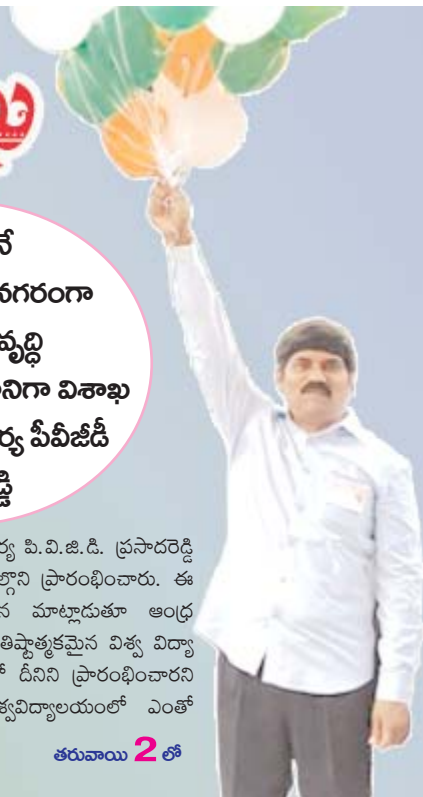 నే
నగరంగా
వృద్ధి
నిగా విశాఖ
ర్య పీవీజీడీ
డ్డి
ర్య పి.వి.జి.డి. ప్రసాదరెడ్డి
ల్గొని ప్రారంభించారు. ఈ
న మాట్లాడుతూ ఆంధ్ర
తిష్టాత్మకమైన విశ్వ విద్యా
లో దీనిని ప్రారంభించారని
శ్వవిద్యాలయంలో ఎంతో
తరువాయి 2 లో